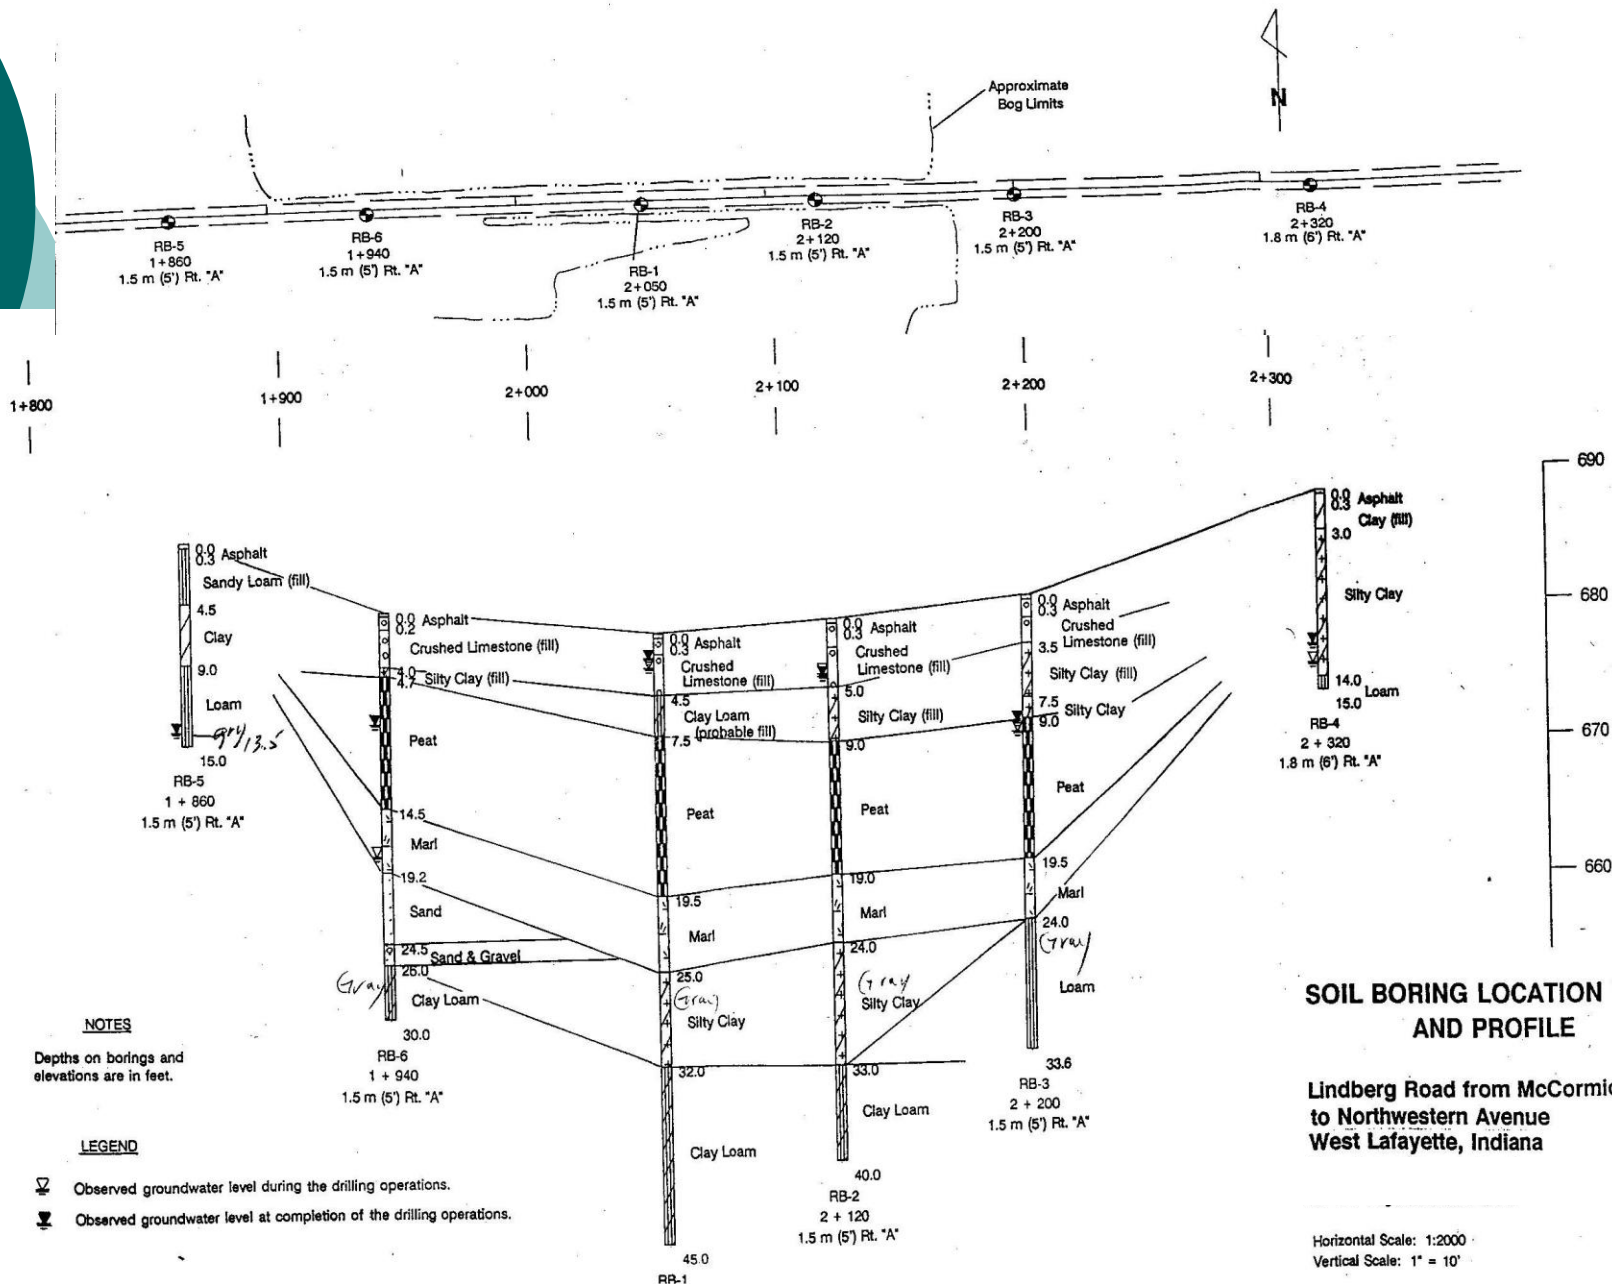 Approximate
Bog Limits
N
RB-5
1+860
1.5 m (5') Rt. "A"
RB-6
1+940
1.5 m (5') Rt. "A"
RB-1
2+050
1.5 m (5') Rt. "A"
RB-2
2+120
1.5 m (5') Rt. "A"
RB-3
2+200
1.5 m (5') Rt. "A"
RB-4
2+320
1.8 m (6') Rt. "A"
1+800
1+900
2+000
2+100
2+200
2+300
690
680
670
660
0.0
0.3 Asphalt
Sandy Loam (fill)
4.5
Clay
9.0
Loam
gry 13.5
15.0
RB-5
1 + 860
1.5 m (5') Rt. "A"
0.0
0.2 Asphalt
Crushed Limestone (fill)
4.0
Silty Clay (fill)
4.7
Peat
14.5
Marl
19.2
Sand
24.5
Sand & Gravel
26.0
Gray
Clay Loam
30.0
RB-6
1 + 940
1.5 m (5') Rt. "A"
0.0
0.3 Asphalt
Crushed
Limestone (fill)
4.5
Clay Loam
(probable fill)
7.5
Peat
19.5
Marl
25.0
Gray
Silty Clay
32.0
Clay Loam
45.0
RB-1
0.0
0.3 Asphalt
Crushed
Limestone (fill)
5.0
Silty Clay (fill)
9.0
Peat
19.0
Marl
24.0
Gray
Silty Clay
33.0
Clay Loam
40.0
RB-2
2 + 120
1.5 m (5') Rt. "A"
0.0
0.3 Asphalt
Crushed
Limestone (fill)
3.5
Silty Clay (fill)
7.5
Silty Clay
9.0
Peat
19.5
Marl
24.0
Gray
Loam
33.6
RB-3
2 + 200
1.5 m (5') Rt. "A"
0.0
0.3 Asphalt
Clay (fill)
3.0
Silty Clay
14.0
Loam
15.0
RB-4
2 + 320
1.8 m (6') Rt. "A"
NOTES
Depths on borings and
elevations are in feet.
LEGEND
Observed groundwater level during the drilling operations.
Observed groundwater level at completion of the drilling operations.
SOIL BORING LOCATION
AND PROFILE
Lindberg Road from McCormic
to Northwestern Avenue
West Lafayette, Indiana
Horizontal Scale: 1:2000
Vertical Scale: 1" = 10'